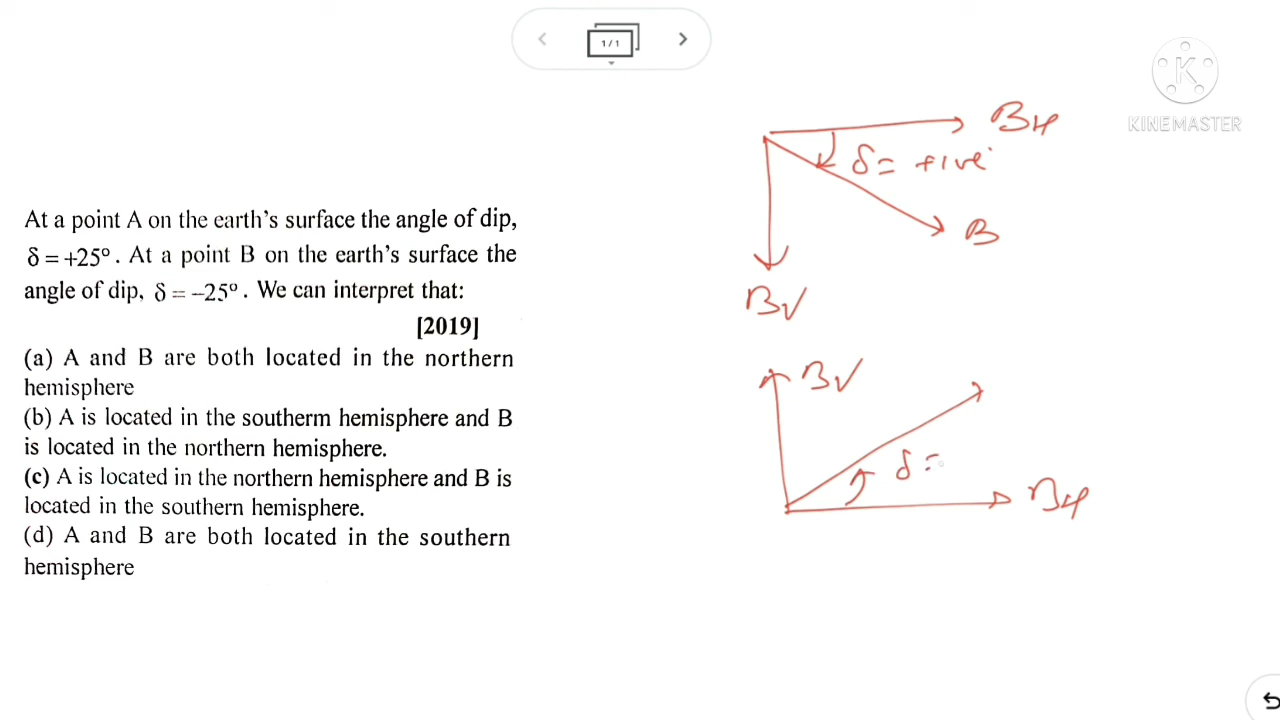 1/1
KINEMASTER
At a point A on the earth's surface the angle of dip,
δ = +25°. At a point B on the earth's surface the
angle of dip, δ = –25°. We can interpret that:
[2019]
(a) A and B are both located in the northern
hemisphere
(b) A is located in the southerm hemisphere and B
is located in the northern hemisphere.
(c) A is located in the northern hemisphere and B is
located in the southern hemisphere.
(d) A and B are both located in the southern
hemisphere
BH
δ = +ive
B
BV
BV
δ =
BH